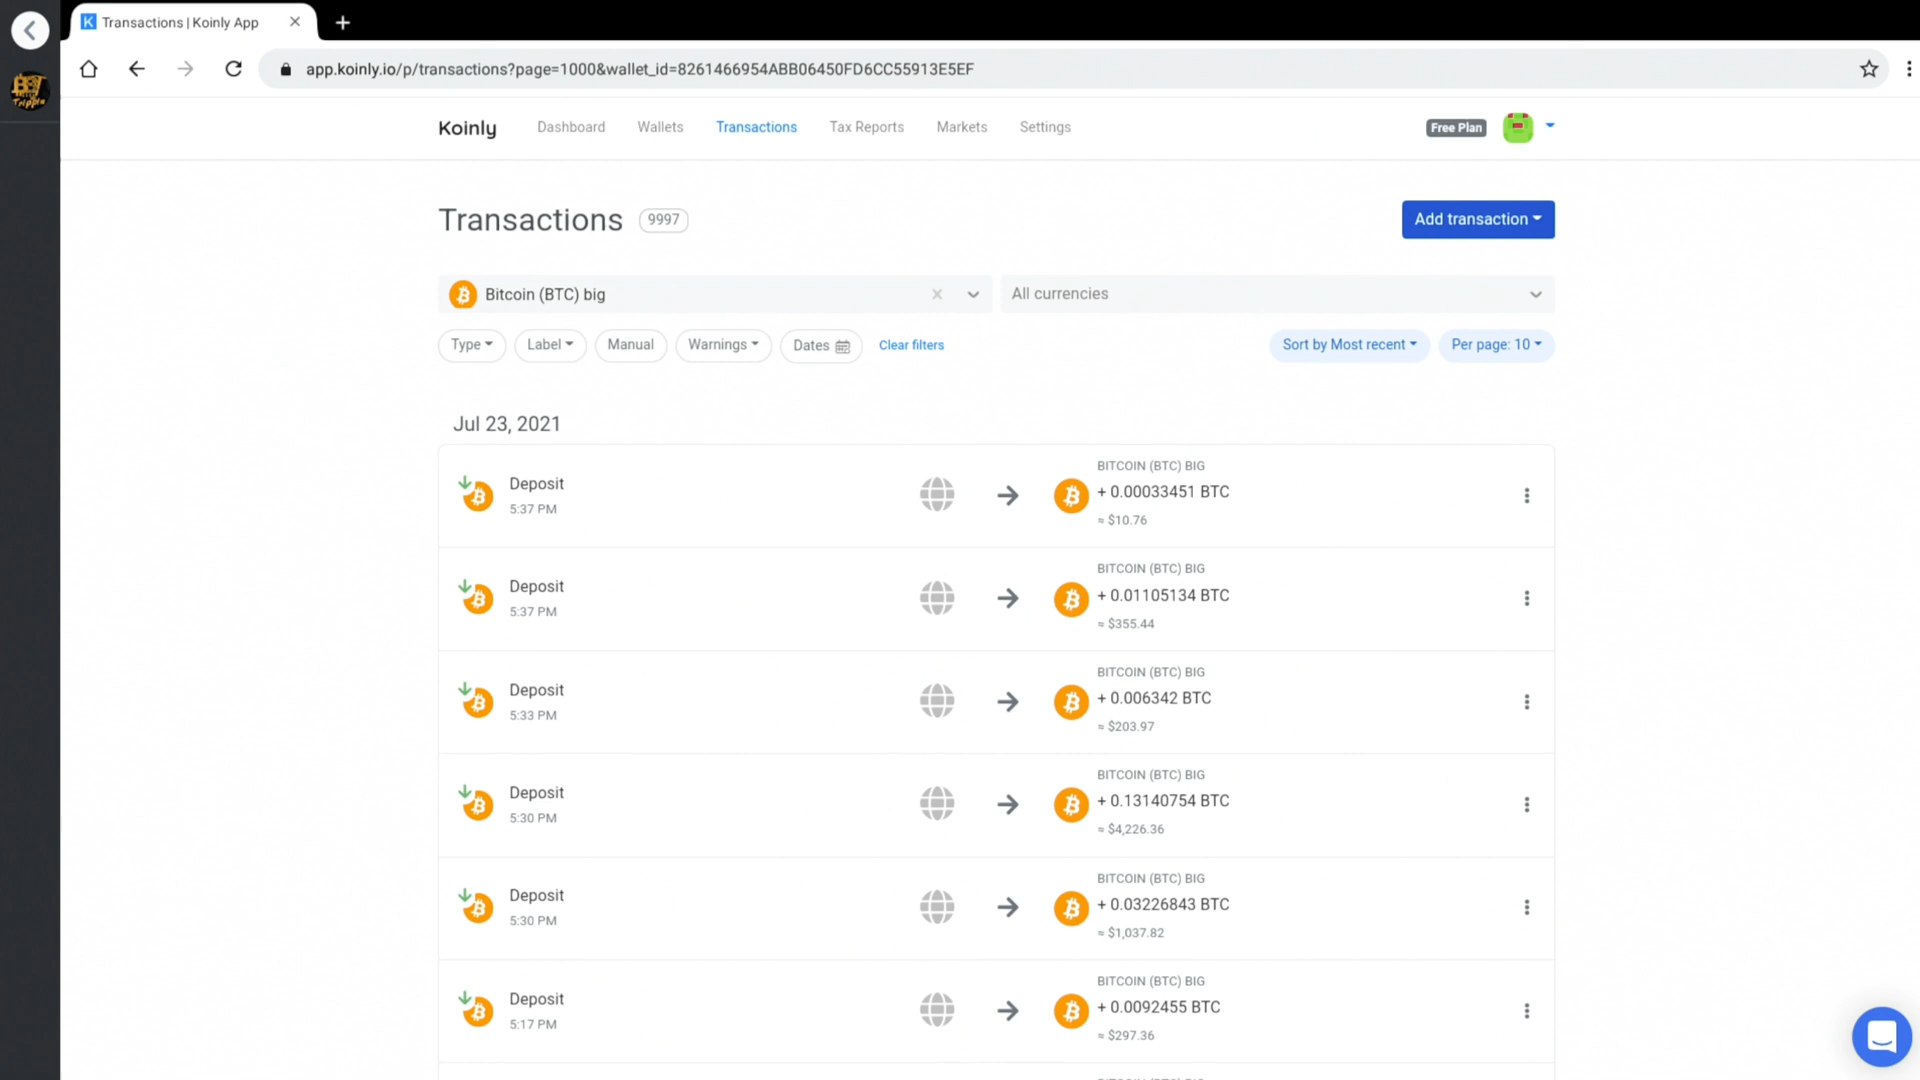 Transactions | Koinly App
app.koinly.io/p/transactions?page=1000&wallet_id=8261466954ABB06450FD6CC55913E5EF
Koinly
Dashboard
Wallets
Transactions
Tax Reports
Markets
Settings
Free Plan
Transactions
9997
Add transaction
Bitcoin (BTC) big
All currencies
Type
Label
Manual
Warnings
Dates
Clear filters
Sort by Most recent
Per page: 10
Jul 23, 2021
Deposit
5:37 PM
BITCOIN (BTC) BIG
+ 0.00033451 BTC
≈ $10.76
Deposit
5:37 PM
BITCOIN (BTC) BIG
+ 0.01105134 BTC
≈ $355.44
Deposit
5:33 PM
BITCOIN (BTC) BIG
+ 0.006342 BTC
≈ $203.97
Deposit
5:30 PM
BITCOIN (BTC) BIG
+ 0.13140754 BTC
≈ $4,226.36
Deposit
5:30 PM
BITCOIN (BTC) BIG
+ 0.03226843 BTC
≈ $1,037.82
Deposit
5:17 PM
BITCOIN (BTC) BIG
+ 0.0092455 BTC
≈ $297.36